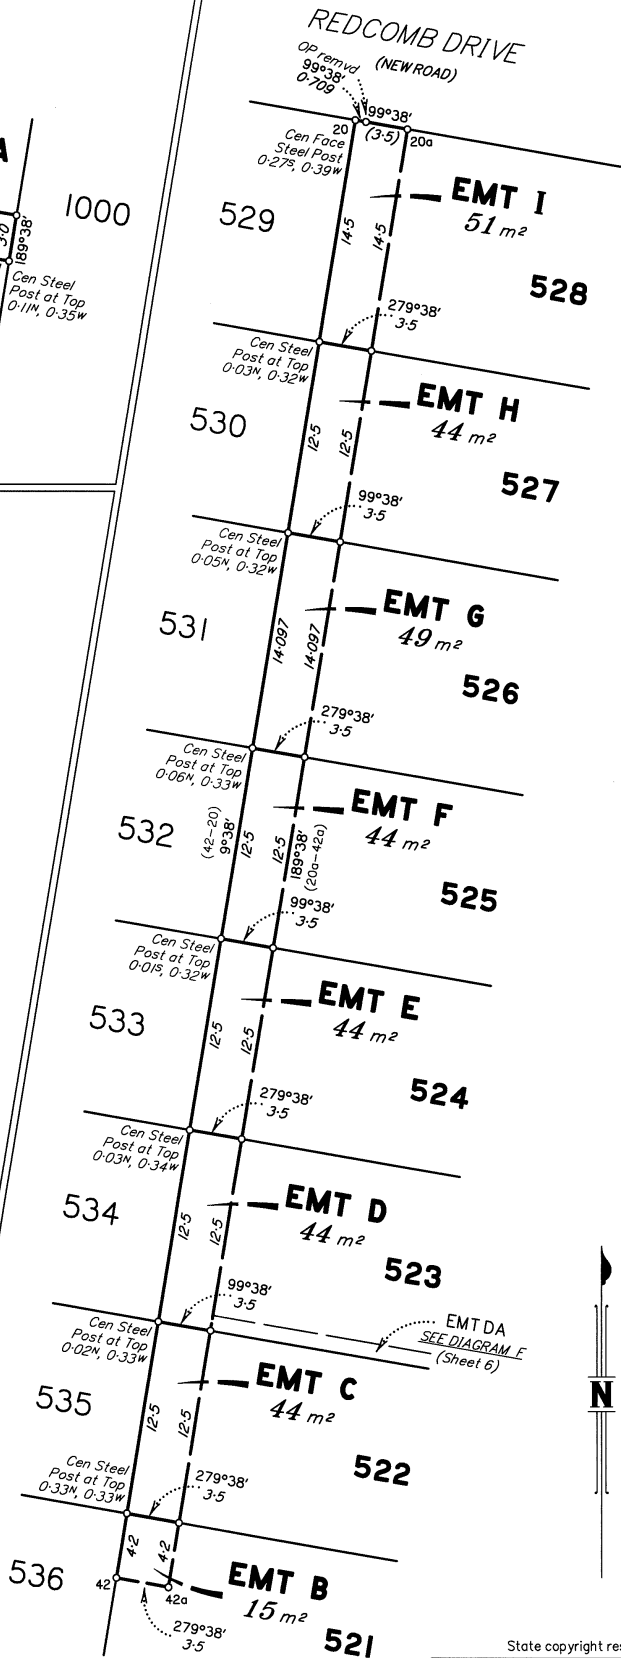 REDCOMB DRIVE
(NEW ROAD)
OP remvd
99°38'
0·709
99°38'
(3·5)
20
20a
Cen Face
Steel Post
0·27S, 0·39W
A
1000
3·0
189°38'
Cen Steel
Post at Top
0·11N, 0·35W
529
14·5
14·5
EMT I
51 m²
528
279°38'
3·5
Cen Steel
Post at Top
0·03N, 0·32W
530
12·5
12·5
EMT H
44 m²
527
99°38'
3·5
Cen Steel
Post at Top
0·05N, 0·32W
531
14·097
14·097
EMT G
49 m²
526
279°38'
3·5
Cen Steel
Post at Top
0·06N, 0·33W
532
(42-20)
9°38'
12·5
12·5
189°38'
(20a-42a)
EMT F
44 m²
525
99°38'
3·5
Cen Steel
Post at Top
0·01S, 0·32W
533
12·5
12·5
EMT E
44 m²
524
279°38'
3·5
Cen Steel
Post at Top
0·03N, 0·34W
534
12·5
12·5
EMT D
44 m²
523
99°38'
3·5
EMT DA
SEE DIAGRAM F
(Sheet 6)
Cen Steel
Post at Top
0·02N, 0·33W
535
12·5
12·5
EMT C
44 m²
522
N
Cen Steel
Post at Top
0·33N, 0·33W
279°38'
3·5
536
4·2
4·2
42
42a
EMT B
15 m²
279°38'
3·5
521
State copyright res